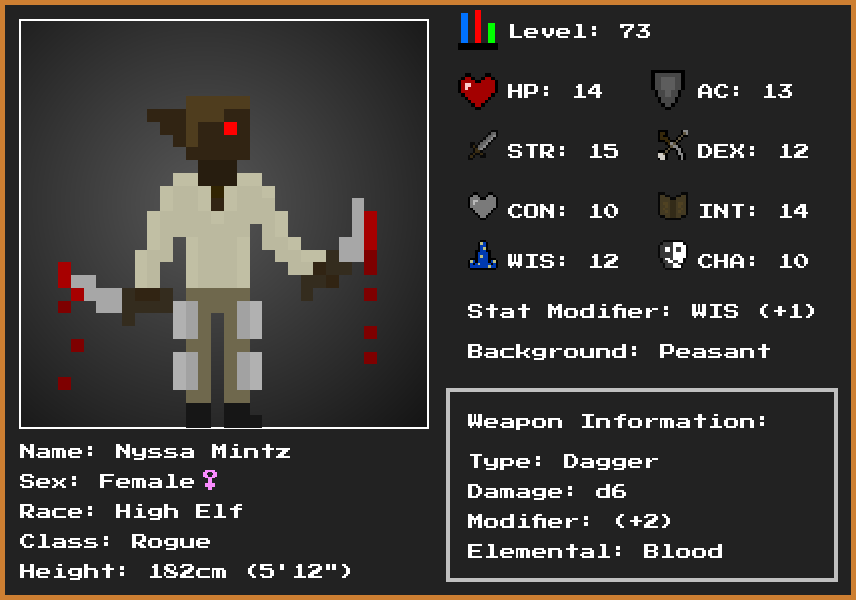 Level: 73
HP: 14
AC: 13
STR: 15
DEX: 12
CON: 10
INT: 14
WIS: 12
CHA: 10
Stat Modifier: WIS (+1)
Background: Peasant
Name: Nyssa Mintz
Sex: Female♀
Race: High Elf
Class: Rogue
Height: 182cm (5'12")
Weapon Information:
Type: Dagger
Damage: d6
Modifier: (+2)
Elemental: Blood